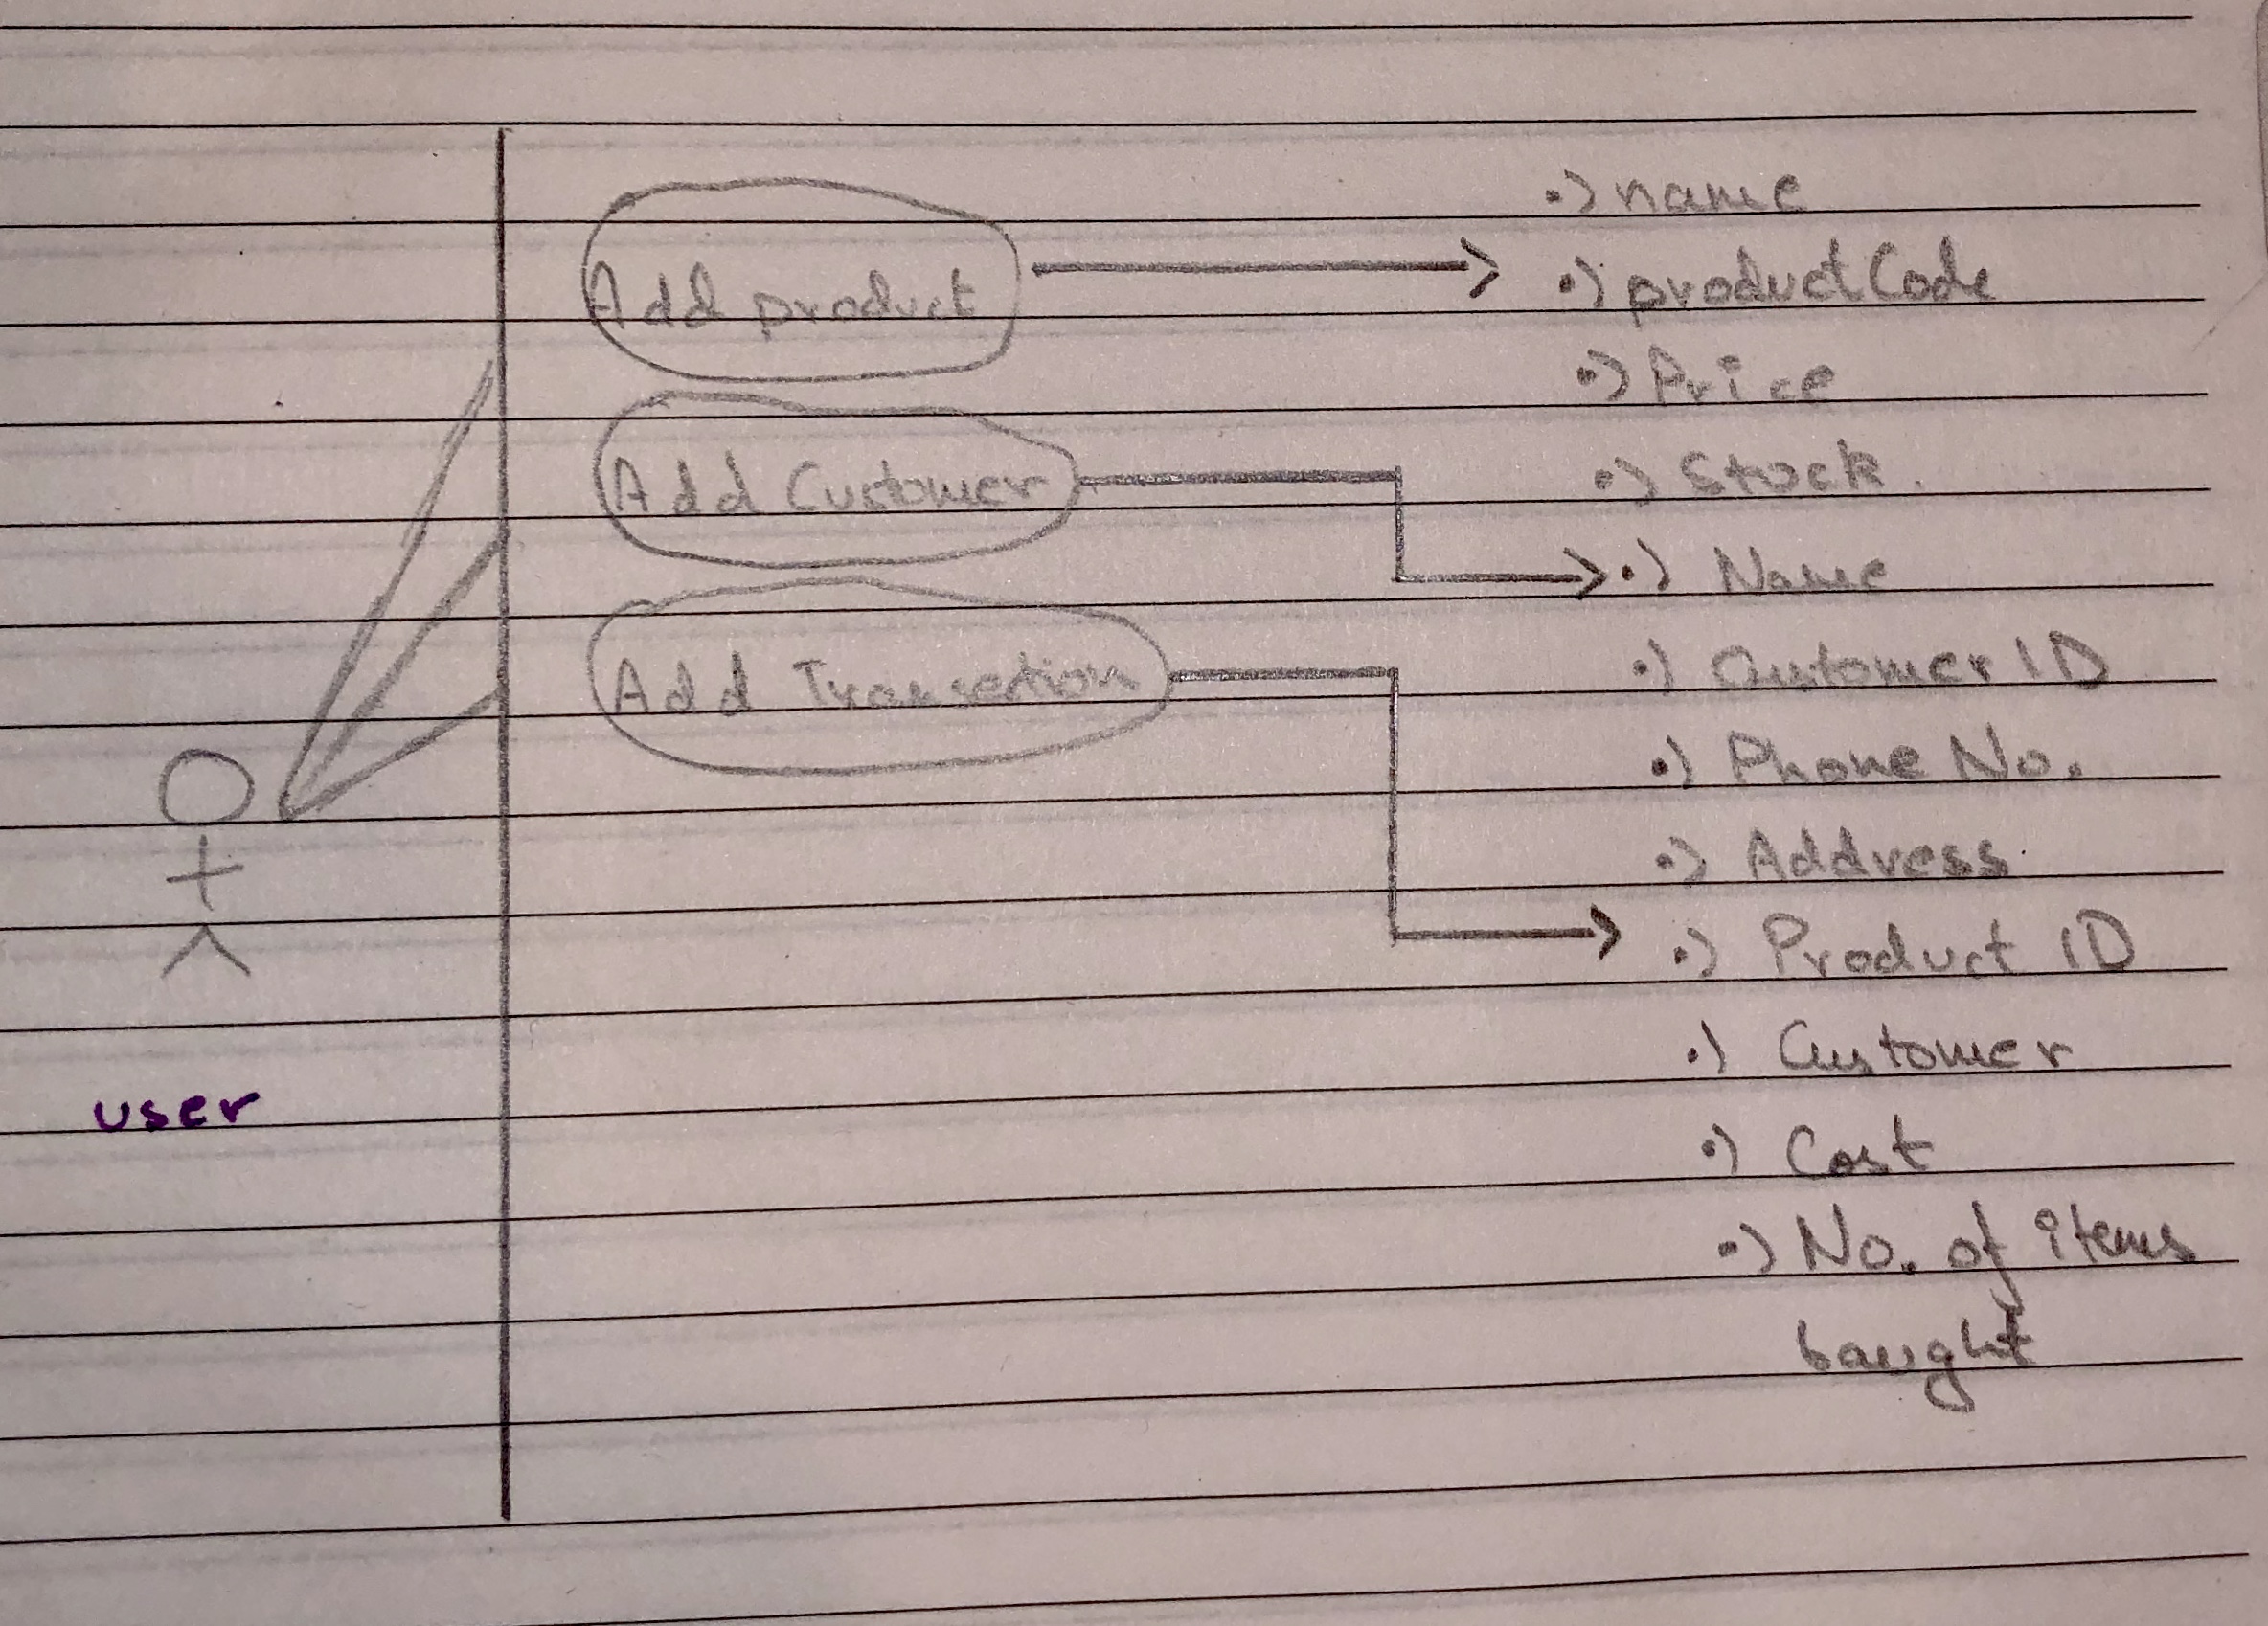 .) name
Add product
.) productCode
.) Price
Add Customer
.) Stock.
.) Name
Add Transection
.) Customer ID
.) Phone No.
.) Address.
.) Product ID
.) Customer
user
.) Cost
.) No. of items
baught